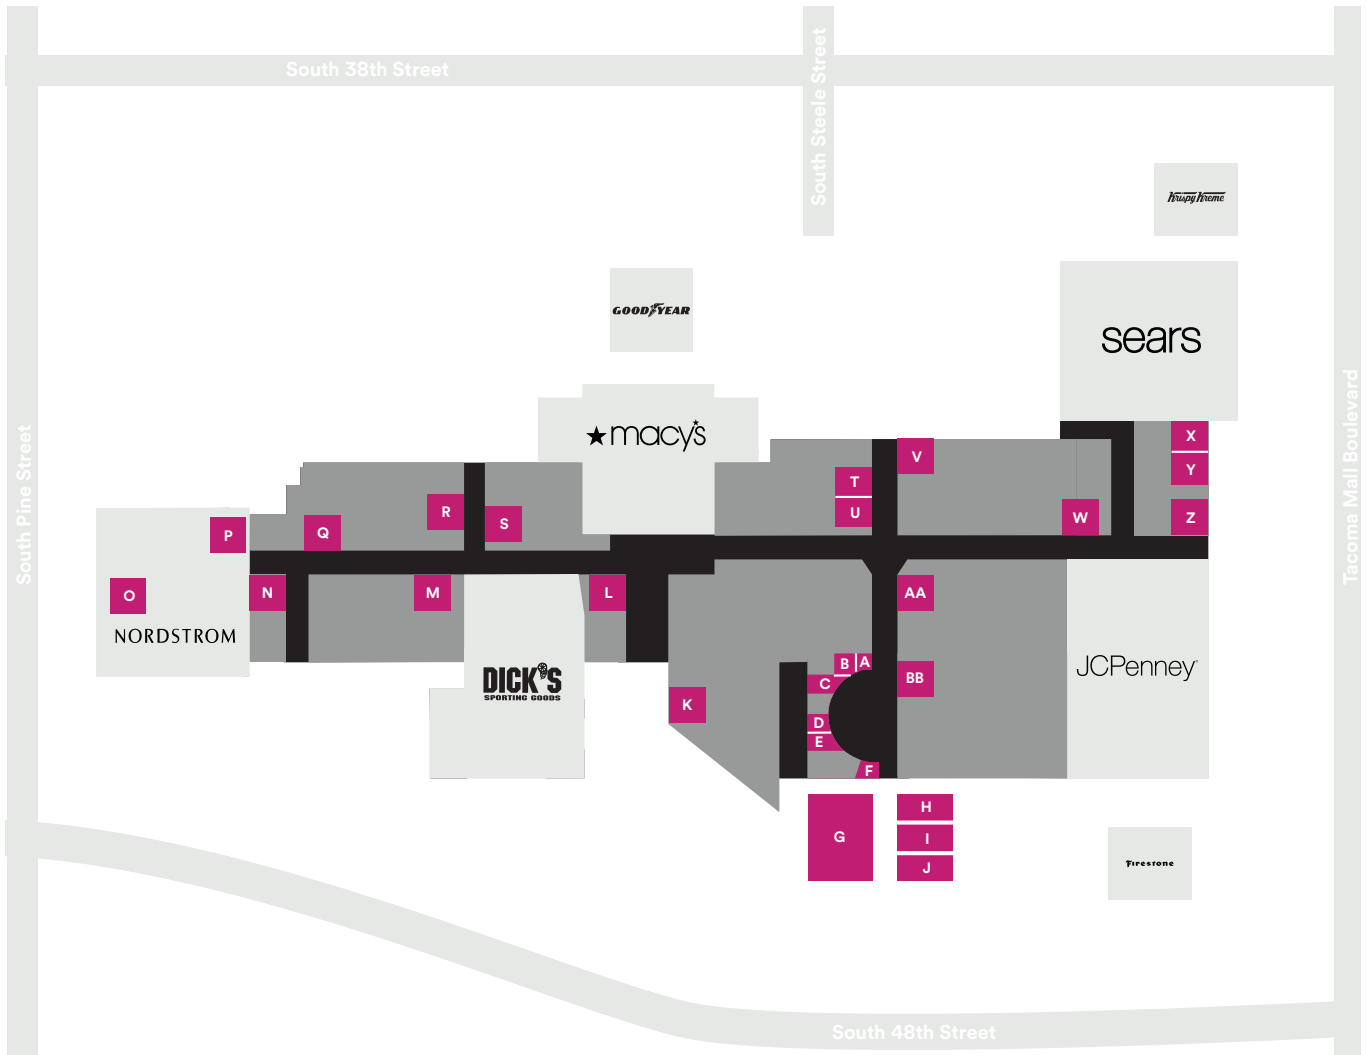 South 38th Street
South Steele Street
Krispy Kreme
GOODYEAR
sears
macy's
South Pine Street
Tacoma Mall Boulevard
X
V
Y
T
R
U
S
Q
W
Z
P
N
M
L
AA
O
NORDSTROM
B
A
JCPenney
BB
DICK'S
SPORTING GOODS
C
K
D
E
F
H
G
I
J
Firestone
South 48th Street